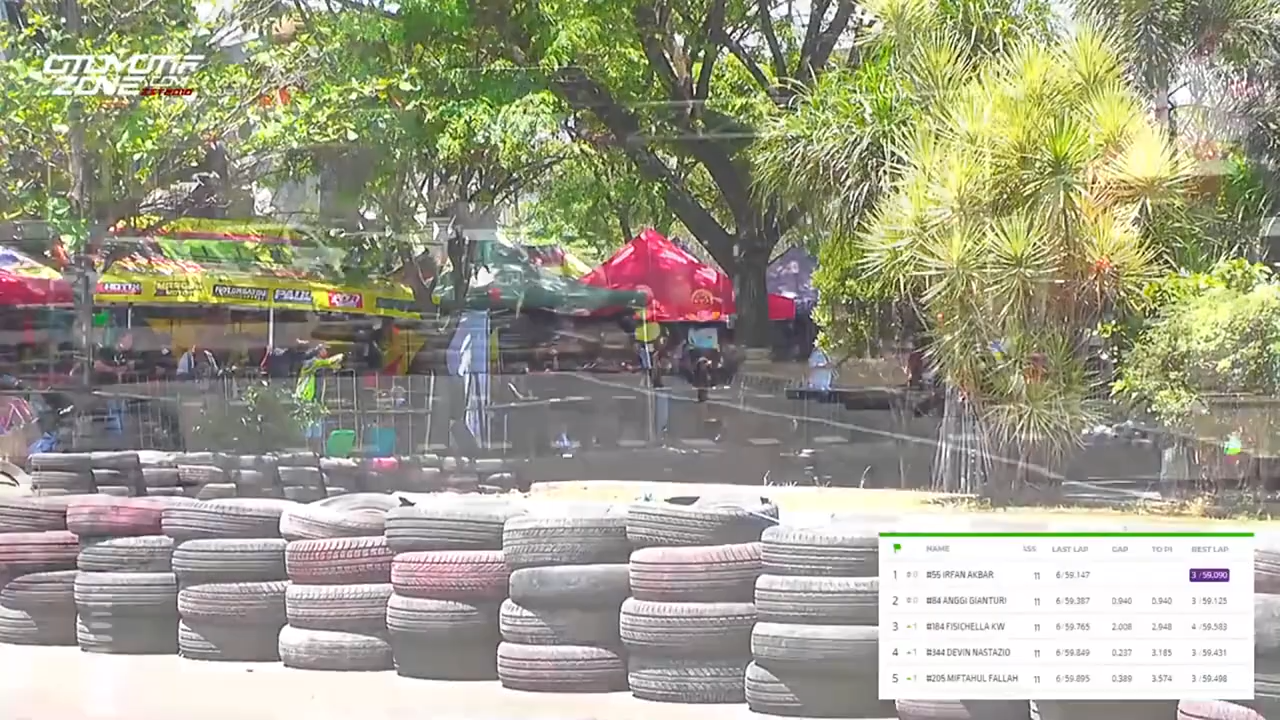 OTOMOTIF
ZONE
PAUL
NAME LAST LAP GAP TO P1 BEST LAP
1 #55 IRFAN AKBAR 11 6 / 59.147 3 / 59.090
2 #84 ANGGI GIANTURI 11 6 / 59.387 0.940 0.940 3 / 59.125
3 1 #184 FISICHELLA KW 11 6 / 59.765 2.008 2.948 4 / 59.583
4 1 #344 DEVIN NASTAZIO 11 6 / 59.849 0.237 3.185 3 / 59.431
5 1 #205 MIFTAHUL FALLAH 11 6 / 59.895 0.389 3.574 3 / 59.498